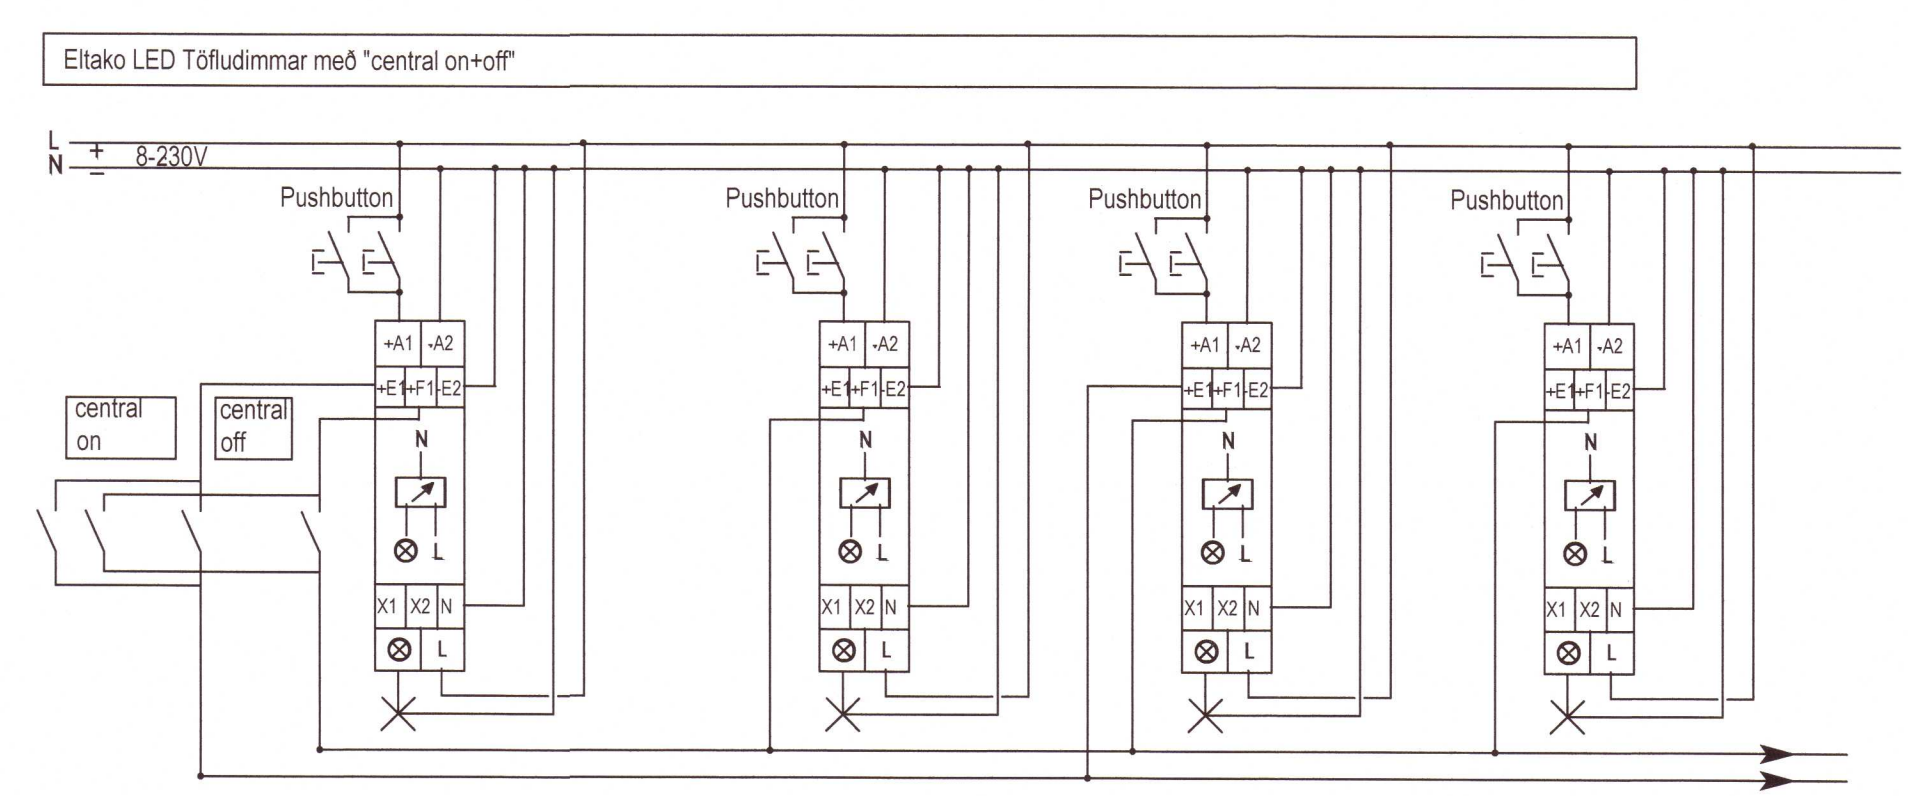 Eltako LED Töfludimmar með "central on+off"
L + 8-230V
N -
Pushbutton Pushbutton Pushbutton Pushbutton
+A1 -A2 +A1 -A2 +A1 -A2 +A1 -A2
+E1 +F1 -E2 +E1 +F1 -E2 +E1 +F1 -E2 +E1 +F1 -E2
central on
central off
N N N N
L L L L
X1 X2 N X1 X2 N X1 X2 N X1 X2 N
L L L L